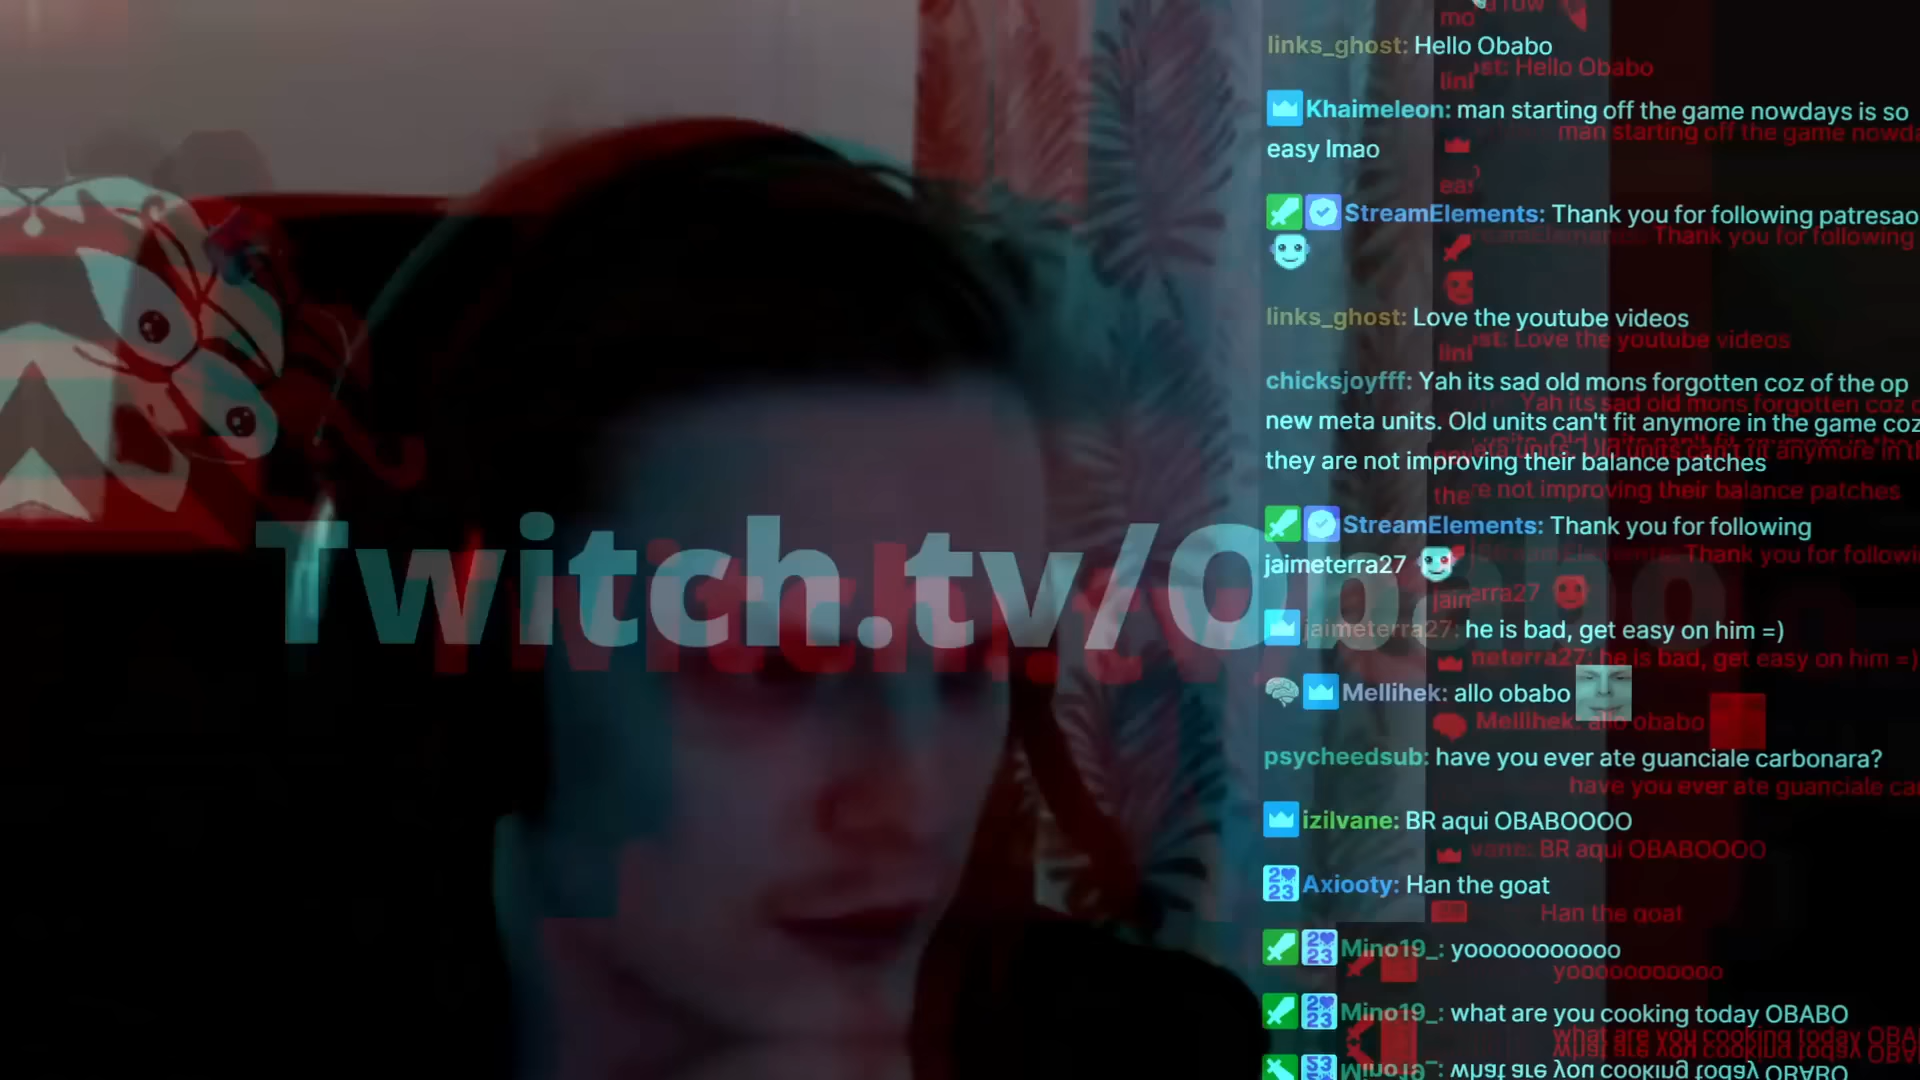 links_ghost: Hello Obabo
Khaimeleon: man starting off the game nowdays is so
easy lmao
StreamElements: Thank you for following patresao
links_ghost: Love the youtube videos
chicksjoyfff: Yah its sad old mons forgotten coz of the op
new meta units. Old units can't fit anymore in the game coz
they are not improving their balance patches
StreamElements: Thank you for following
jaimeterra27
Twitch.tv/Obabo
jaimeterra27: he is bad, get easy on him =)
Mellihek: allo obabo
psycheedsub: have you ever ate guanciale carbonara?
izilvane: BR aqui OBABOOOO
Axiooty: Han the goat
Mino19_: yooooooooooo
Mino19_: what are you cooking today OBABO